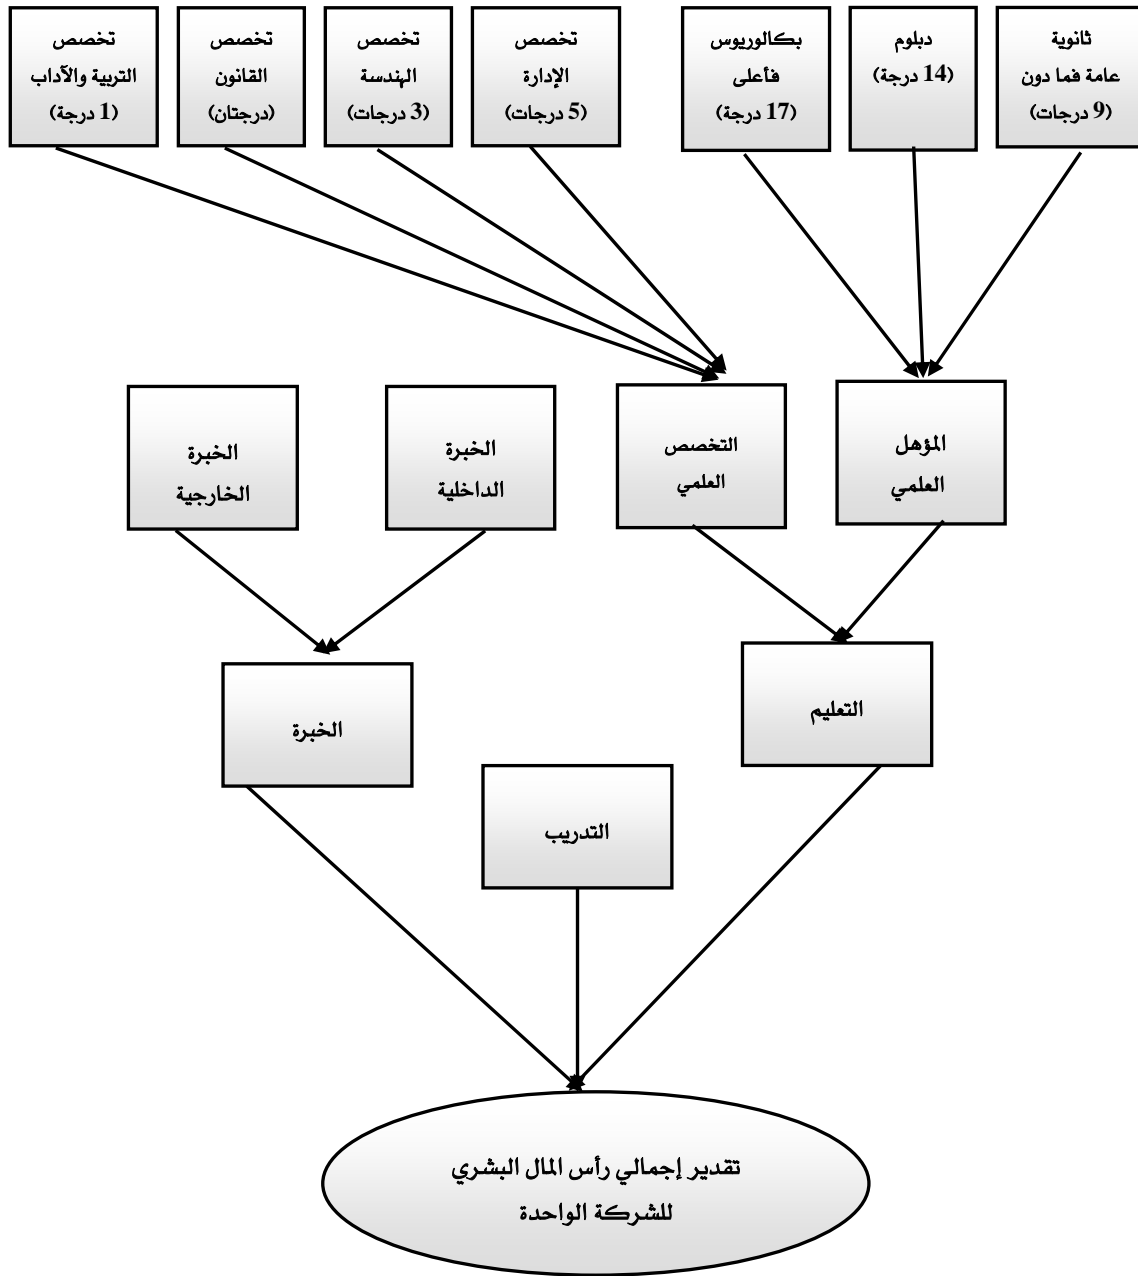 ثانوية
عامة فما دون
(9 درجات)
دبلوم
(14 درجة)
بكالوريوس
فأعلى
(17 درجة)
تخصص
الإدارة
(5 درجات)
تخصص
الهندسة
(3 درجات)
تخصص
القانون
(درجتان)
تخصص
التربية والآداب
(1 درجة)
المؤهل
العلمي
التخصص
العلمي
الخبرة
الداخلية
الخبرة
الخارجية
التعليم
الخبرة
التدريب
تقدير إجمالي رأس المال البشري
للشركة الواحدة